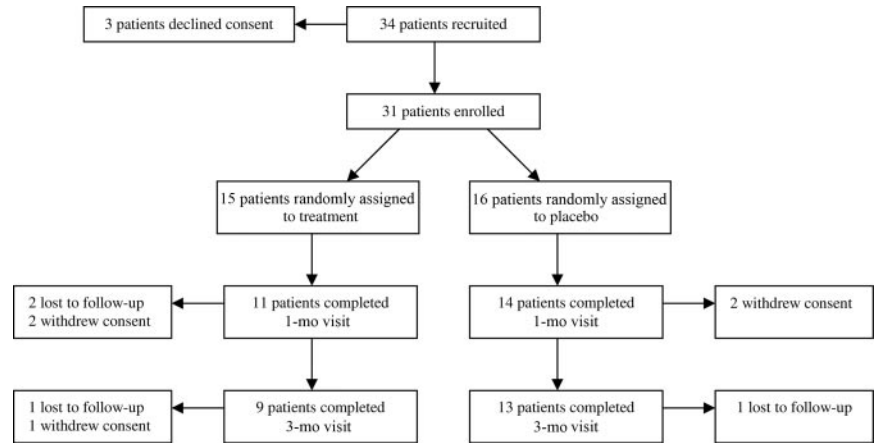 3 patients declined consent
34 patients recruited
31 patients enrolled
15 patients randomly assigned
to treatment
16 patients randomly assigned
to placebo
2 lost to follow-up
2 withdrew consent
11 patients completed
1-mo visit
14 patients completed
1-mo visit
2 withdrew consent
1 lost to follow-up
1 withdrew consent
9 patients completed
3-mo visit
13 patients completed
3-mo visit
1 lost to follow-up